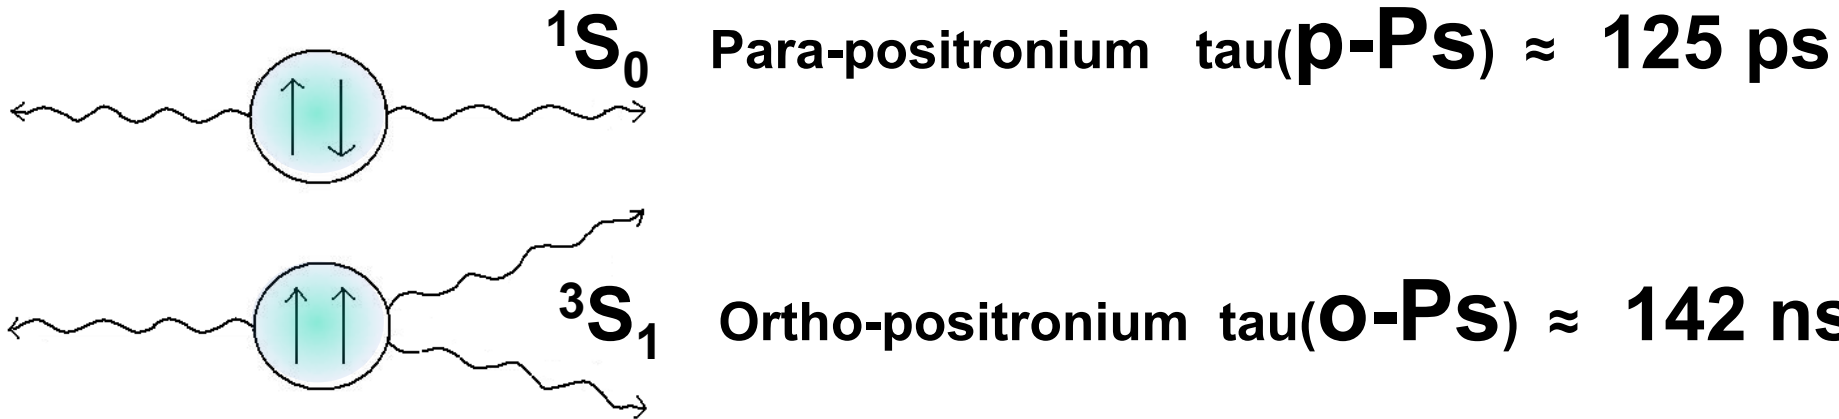 ¹S₀ Para-positronium tau(p-Ps) ≈ 125 ps
³S₁ Ortho-positronium tau(o-Ps) ≈ 142 ns